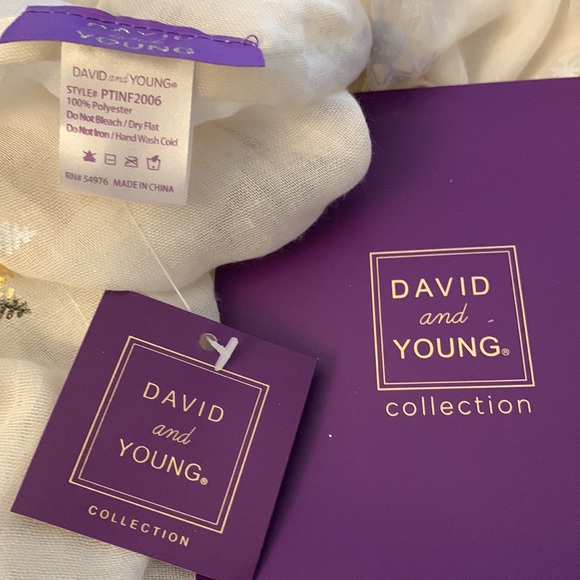 DAVID
YOUNG
DAVID and YOUNG®
STYLE# PTINF2006
100% Polyester
Do Not Bleach / Dry Flat
Do Not Iron / Hand Wash Cold
RN# 54976 MADE IN CHINA
DAVID
and
YOUNG®
COLLECTION
DAVID
and
YOUNG®
collection